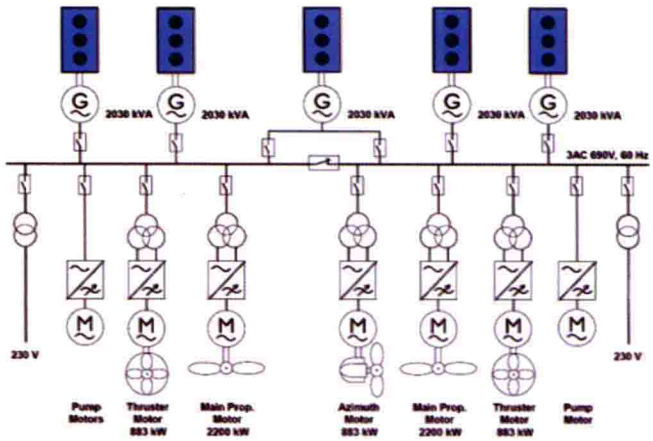 G
G
G
G
G
2030 kVA
2030 kVA
2030 kVA
2030 kVA
2030 kVA
3AC 690V, 60 Hz
M
M
M
M
M
M
M
230 V
230 V
Pump
Motors
Thruster
Motor
883 kW
Main Prop.
Motor
2200 kW
Azimuth
Motor
883 kW
Main Prop.
Motor
2200 kW
Thruster
Motor
883 kW
Pump
Motor